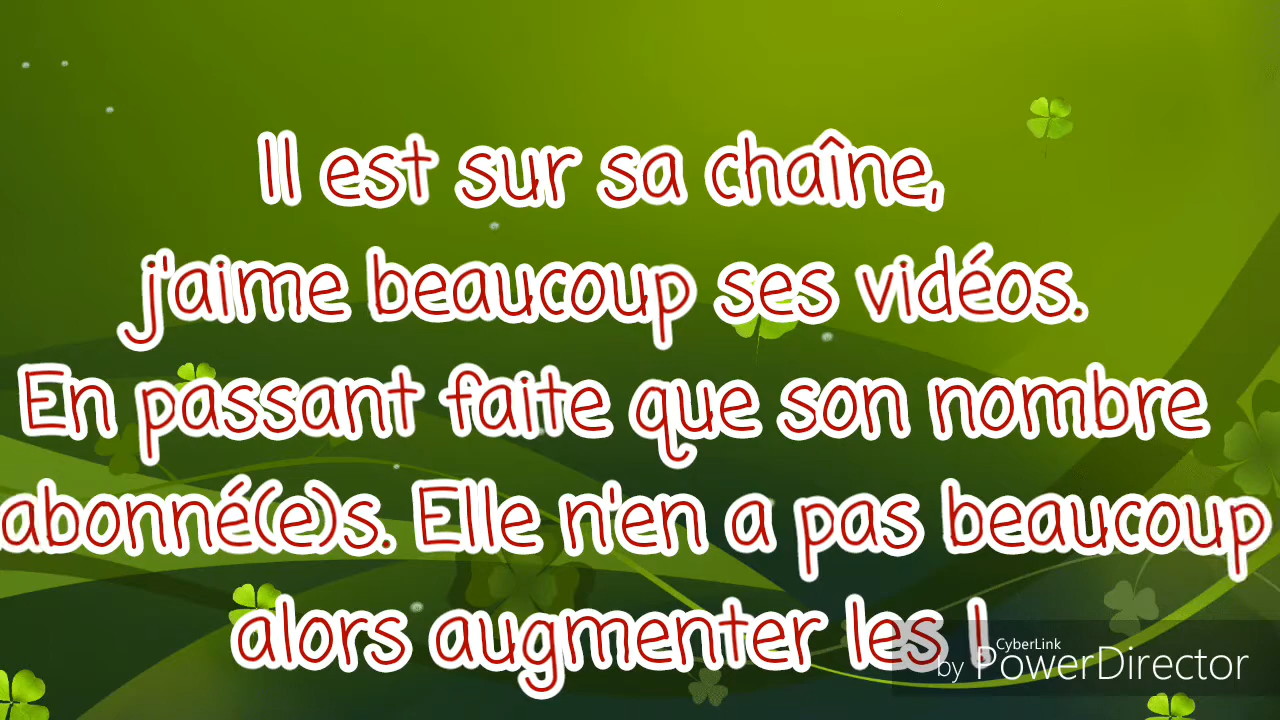 Il est sur sa chaîne,
j'aime beaucoup ses vidéos.
En passant faite que son nombre
abonné(e)s. Elle n'en a pas beaucoup
alors augmenter les !
CyberLink
by PowerDirector